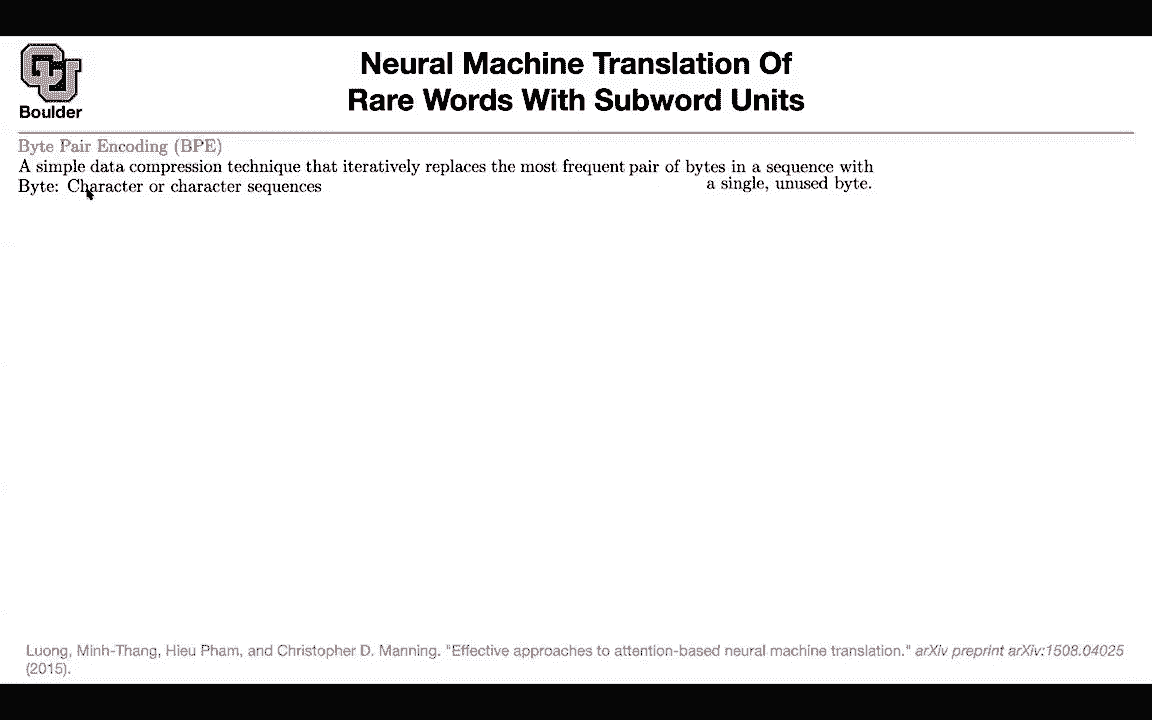 Boulder
Neural Machine Translation Of
Rare Words With Subword Units
Byte Pair Encoding (BPE)
A simple data compression technique that iteratively replaces the most frequent pair of bytes in a sequence with
a single, unused byte.
Byte: Character or character sequences
Luong, Minh-Thang, Hieu Pham, and Christopher D. Manning. "Effective approaches to attention-based neural machine translation." arXiv preprint arXiv:1508.04025
(2015).